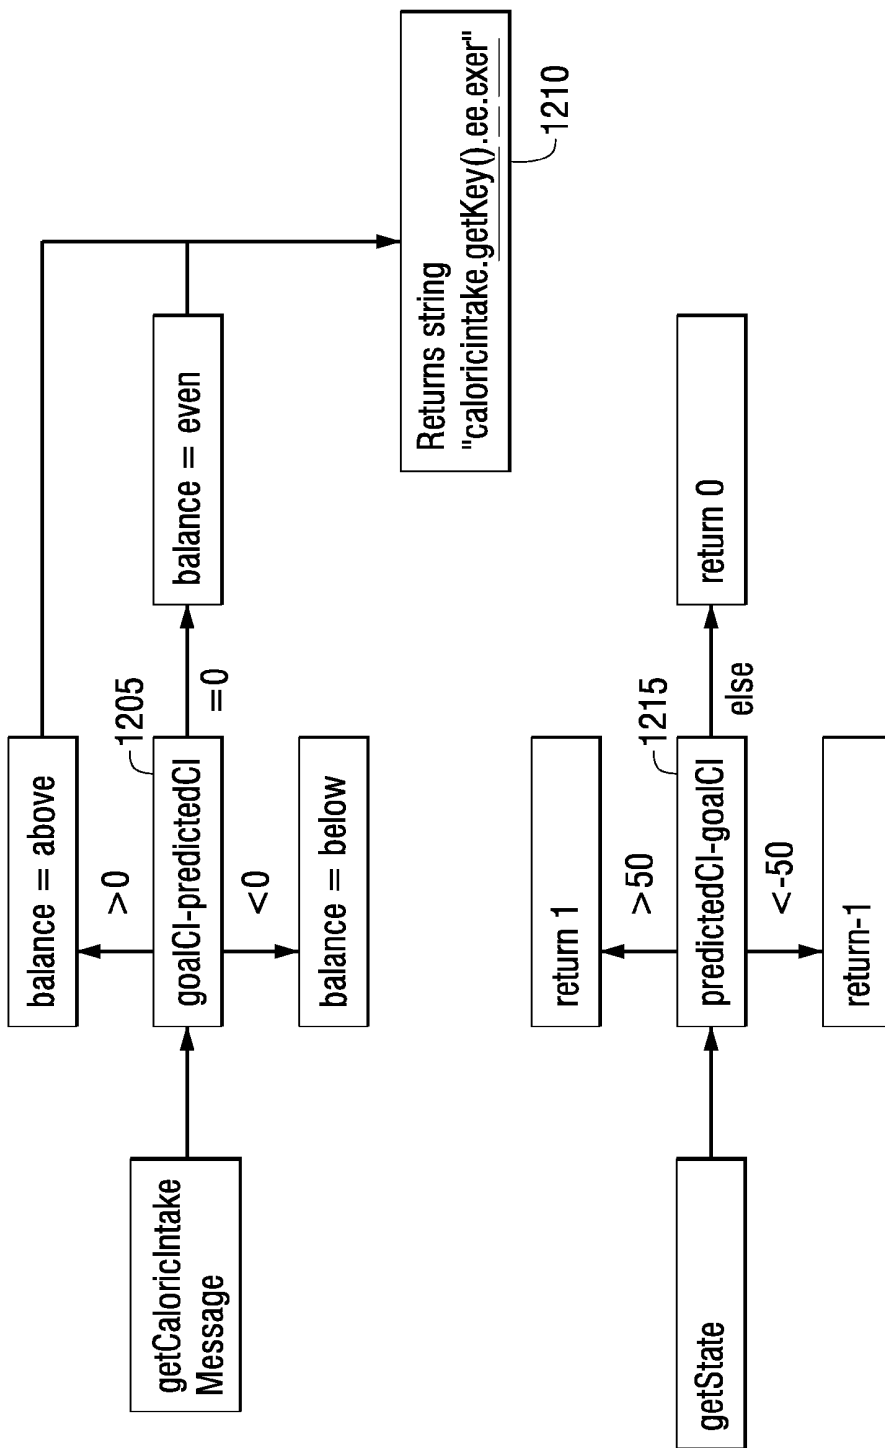 getCaloricIntake
Message
balance = above
>0
1205
goalCI-predictedCI
=0
<0
balance = below
balance = even
Returns string
"caloricintake.getKey().ee.exer"
1210
getState
return 1
>50
1215
predictedCI-goalCI
else
<-50
return-1
return 0